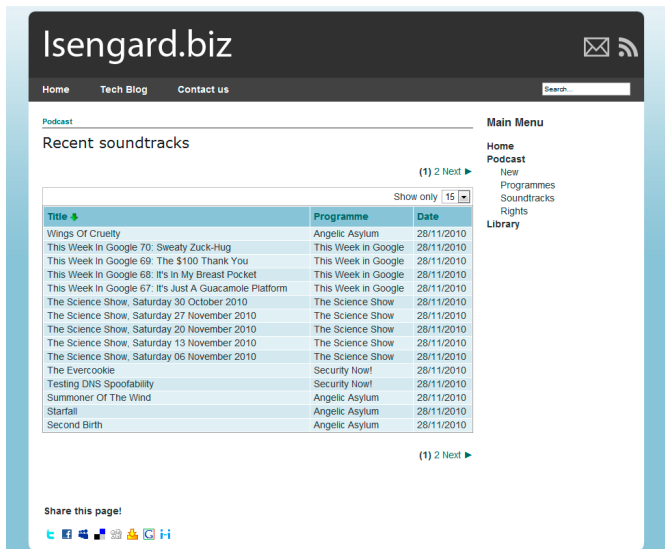 Isengard.biz
Home Tech Blog Contact us Search...
Podcast
Recent soundtracks
(1) 2 Next ►
Show only 15
Title Programme Date
Wings Of Cruelty Angelic Asylum 28/11/2010
This Week In Google 70: Sweaty Zuck-Hug This Week in Google 28/11/2010
This Week In Google 69: The $100 Thank You This Week in Google 28/11/2010
This Week In Google 68: It's In My Breast Pocket This Week in Google 28/11/2010
This Week In Google 67: It's Just A Guacamole Platform This Week in Google 28/11/2010
The Science Show, Saturday 30 October 2010 The Science Show 28/11/2010
The Science Show, Saturday 27 November 2010 The Science Show 28/11/2010
The Science Show, Saturday 20 November 2010 The Science Show 28/11/2010
The Science Show, Saturday 13 November 2010 The Science Show 28/11/2010
The Science Show, Saturday 06 November 2010 The Science Show 28/11/2010
The Evercookie Security Now! 28/11/2010
Testing DNS Spoofability Security Now! 28/11/2010
Summoner Of The Wind Angelic Asylum 28/11/2010
Starfall Angelic Asylum 28/11/2010
Second Birth Angelic Asylum 28/11/2010
(1) 2 Next ►
Main Menu
Home
Podcast
New
Programmes
Soundtracks
Rights
Library
Share this page!